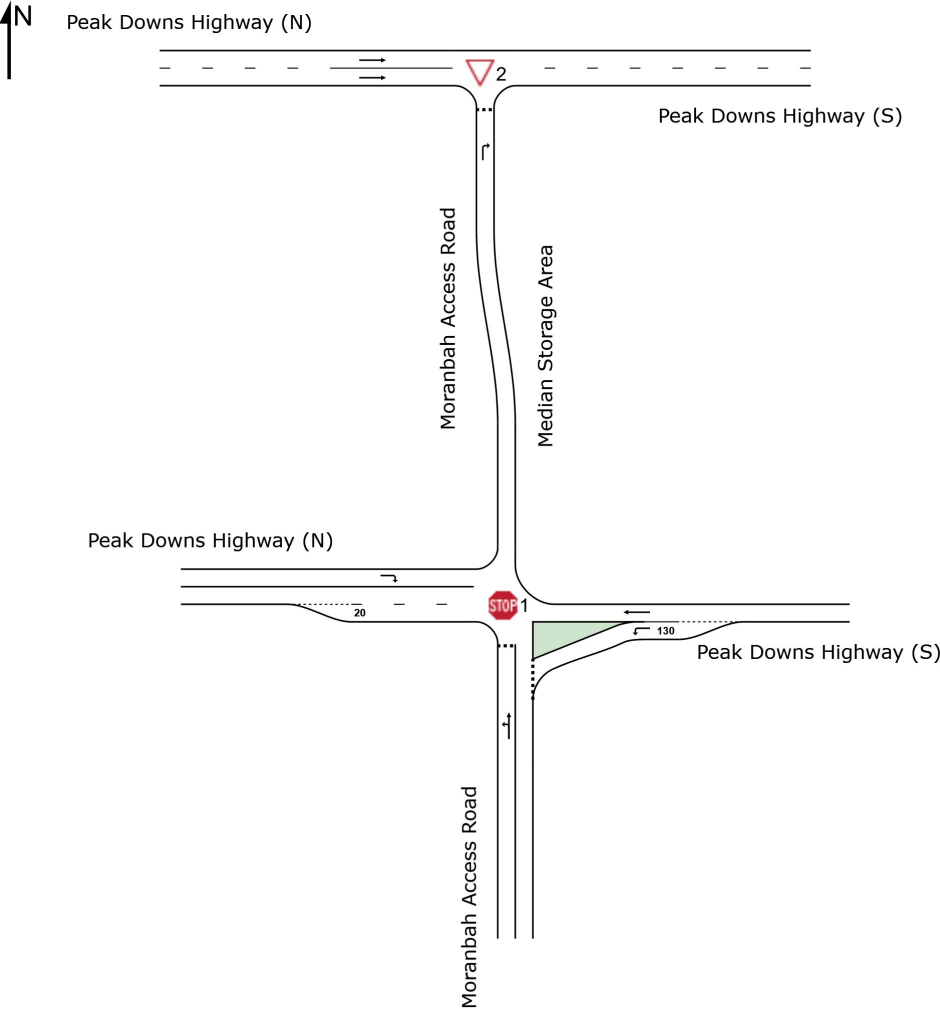 N
Peak Downs Highway (N)
2
Peak Downs Highway (S)
Moranbah Access Road
Median Storage Area
Peak Downs Highway (N)
STOP
1
20
130
Peak Downs Highway (S)
Moranbah Access Road